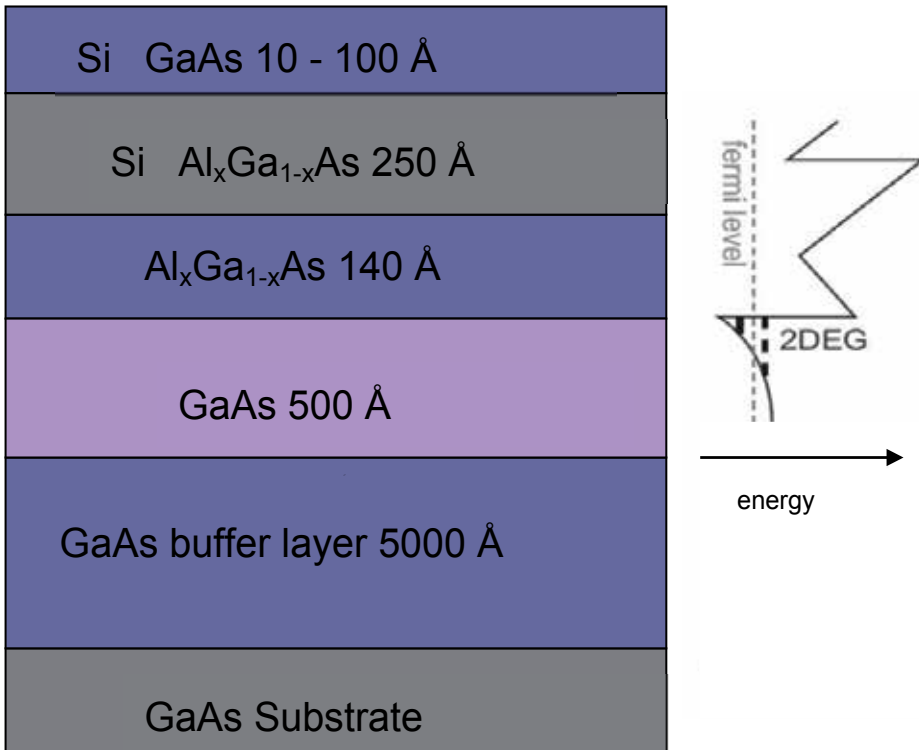 Si GaAs 10 - 100 Å
Si AlₓGa₁₋ₓAs 250 Å
AlₓGa₁₋ₓAs 140 Å
GaAs 500 Å
GaAs buffer layer 5000 Å
GaAs Substrate
fermi level
2DEG
energy